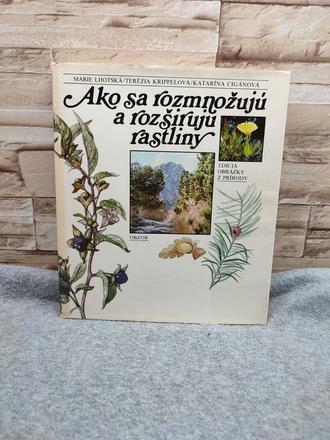 MARIE LHOTSKÁ/TERÉZIA KRIPPELOVÁ/KATARÍNA CIGÁNOVÁ
Ako sa rozmnožujú
a rozširujú
rastliny
EDÍCIA
OBRÁZKY
Z PRÍRODY
OBZOR